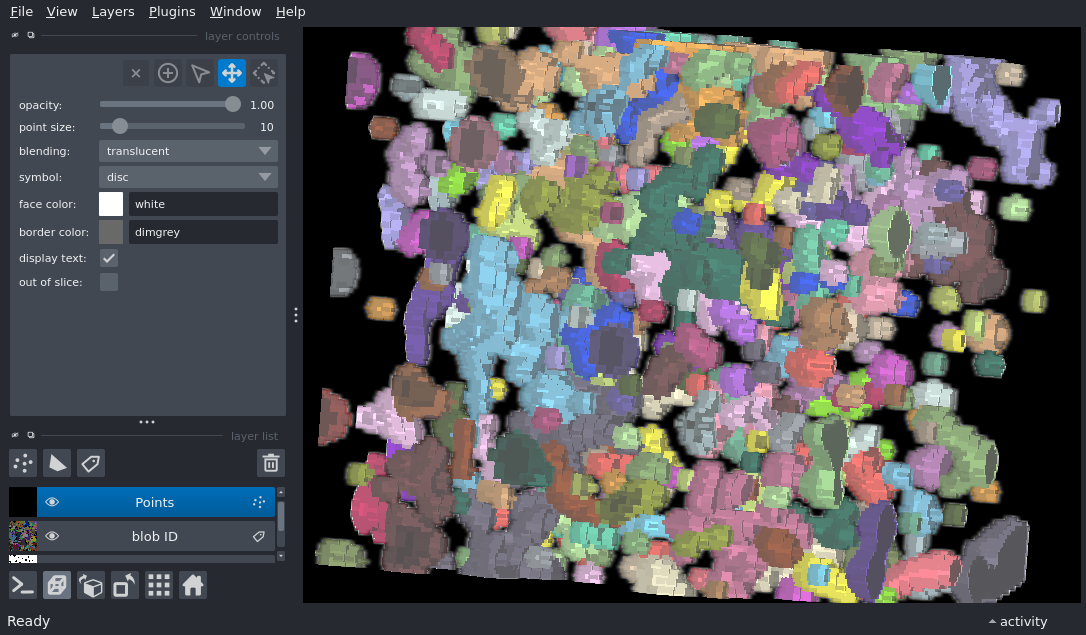 File View Layers Plugins Window Help
layer controls
opacity: 1.00
point size: 10
blending: translucent
symbol: disc
face color: white
border color: dimgrey
display text:
out of slice:
layer list
Points
blob ID
Ready
activity